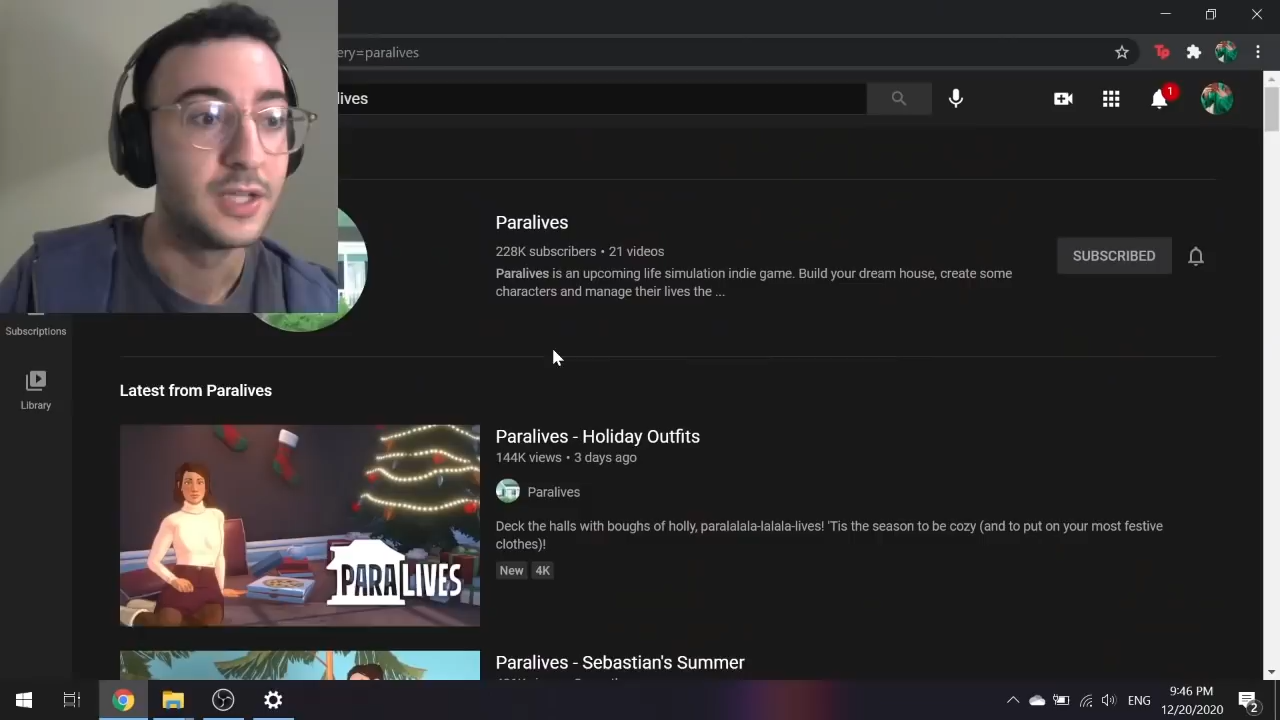 ery=paralives
Tp
lives
1
Paralives
228K subscribers • 21 videos
SUBSCRIBED
Paralives is an upcoming life simulation indie game. Build your dream house, create some
characters and manage their lives the ...
Subscriptions
Library
Latest from Paralives
Paralives - Holiday Outfits
144K views • 3 days ago
Paralives
Deck the halls with boughs of holly, paralalala-lalala-lives! 'Tis the season to be cozy (and to put on your most festive
clothes)!
New 4K
PARALIVES
Paralives - Sebastian's Summer
ENG
9:46 PM
12/20/2020
2